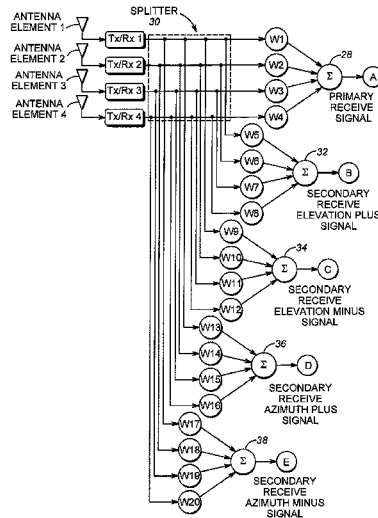 SPLITTER
30
ANTENNA
ELEMENT 1
Tx/Rx 1
W1
ANTENNA
ELEMENT 2
Tx/Rx 2
W2
28
Σ
A
ANTENNA
ELEMENT 3
Tx/Rx 3
W3
PRIMARY
RECEIVE
SIGNAL
ANTENNA
ELEMENT 4
Tx/Rx 4
W4
W5
W6
W7
W8
32
Σ
B
SECONDARY
RECEIVE
ELEVATION PLUS
SIGNAL
W9
W10
W11
W12
34
Σ
C
SECONDARY
RECEIVE
ELEVATION MINUS
SIGNAL
W13
W14
W15
W16
36
Σ
D
SECONDARY
RECEIVE
AZIMUTH PLUS
SIGNAL
W17
W18
W19
W20
38
Σ
E
SECONDARY
RECEIVE
AZIMUTH MINUS
SIGNAL